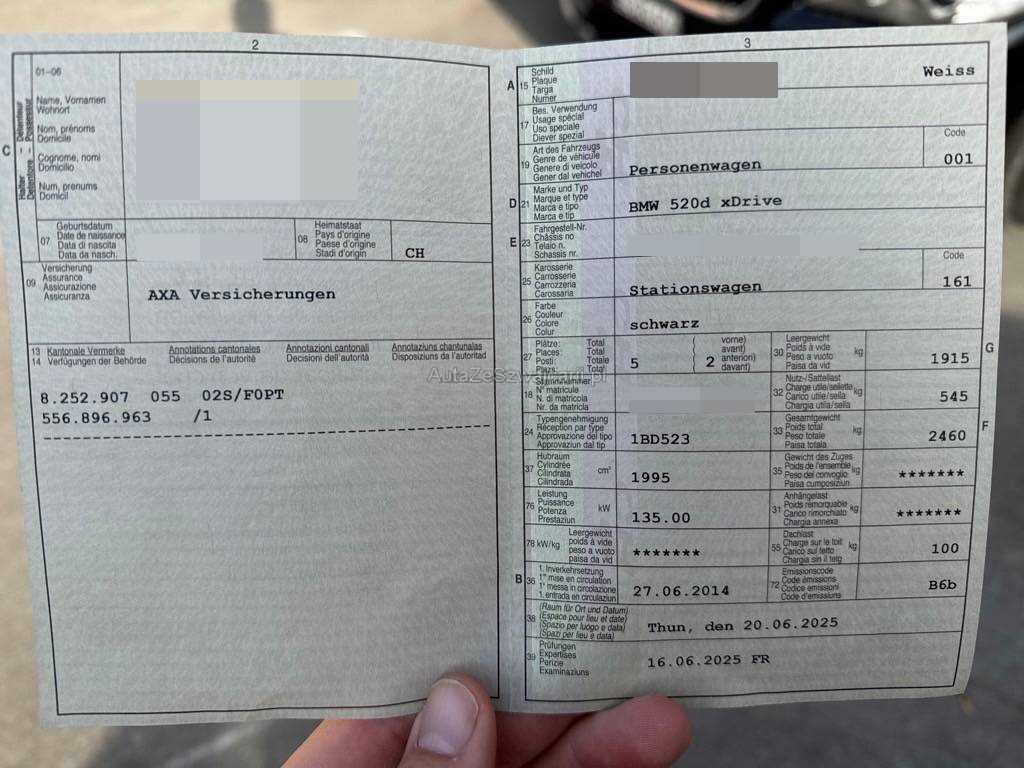 2
01-06
C
Halter - Détenteur
Detentore - Possessur
Name, Vornamen
Wohnort
Nom, prénoms
Domicile
Cognome, nomi
Domicilio
Num, prenums
Domicil
07
Geburtsdatum
Date de naissance
Data di nascita
Data da nasch.
08
Heimatstaat
Pays d'origine
Paese d'origine
Stadi d'origin
CH
09
Versicherung
Assurance
Assicurazione
Assicuranza
AXA Versicherungen
13 Kantonale Vermerke Annotations cantonales Annotazioni cantonali Annotaziuns chantunalas
14 Verfügungen der Behörde Décisions de l'autorité Decisioni dell'autorità Disposiziuns da l'autoritad
8.252.907 055 02S/F0PT
556.896.963 /1
3
A 15
Schild
Plaque
Targa
Numer
Weiss
17
Bes. Verwendung
Usage spécial
Uso speciale
Diever spezial
19
Art des Fahrzeugs
Genre de véhicule
Genere di veicolo
Gener dal vehichel
Personenwagen
Code
001
D 21
Marke und Typ
Marque et type
Marca e tipo
Marca e tip
BMW 520d xDrive
E 23
Fahrgestell-Nr.
Châssis no
Telaio n.
Schassis nr.
25
Karosserie
Carrosserie
Carrozzeria
Carossaria
Stationswagen
Code
161
26
Farbe
Couleur
Colore
Colur
schwarz
27
Plätze: Total
Places: Total
Posti: Totale
Plazs: Total
5
2
vorne)
avant)
anteriori)
davant)
G
30
Leergewicht
Poids à vide
Peso a vuoto
Paisa da vid
kg
1915
AutaZeSzwajcarii.pl
18
Stammnummer
N° matricule
N. di matricola
Nr. da matricla
32
Nutz-/Sattellast
Charge utile/sellette
Carico utile/sella
Chargia utila/sella
kg
545
24
Typengenehmigung
Réception par type
Approvazione del tipo
Approvaziun dal tip
1BD523
F
33
Gesamtgewicht
Poids total
Peso totale
Paisa totala
kg
2460
37
Hubraum
Cylindrée
Cilindrata
Cilindrada
cm³
1995
35
Gewicht des Zuges
Poids de l'ensemble
Peso del convoglio
Paisa cumposiziun
kg
*******
76
Leistung
Puissance
Potenza
Prestaziun
kW
135.00
31
Anhängelast
Poids remorquable
Carico rimorchiato
Chargia annexa
kg
*******
78 kW/kg
Leergewicht
poids à vide
peso a vuoto
paisa da vid
*******
55
Dachlast
Charge sur le toit
Carico sul tetto
Chargia sin il tetg
kg
100
B 36
1. Inverkehrsetzung
1re mise en circulation
1a messa in circolazione
1. entrada en circulaziun
27.06.2014
72
Emissionscode
Code émissions
Codice emissioni
Code d'emissiuns
B6b
38
(Raum für Ort und Datum)
(Espace pour lieu et date)
(Spazio per luogo e data)
(Spazi per lieu e data)
Thun, den 20.06.2025
39
Prüfungen
Expertises
Perizie
Examinaziuns
16.06.2025 FR